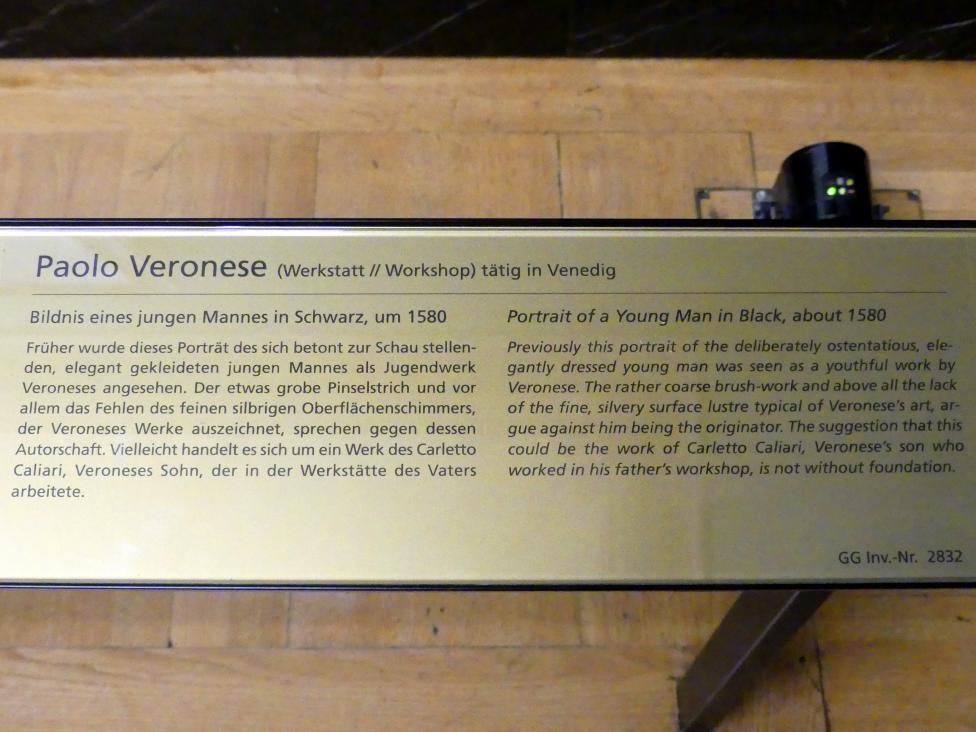 Paolo Veronese (Werkstatt // Workshop) tätig in Venedig
Bildnis eines jungen Mannes in Schwarz, um 1580
Früher wurde dieses Porträt des sich betont zur Schau stellen-
den, elegant gekleideten jungen Mannes als Jugendwerk
Veroneses angesehen. Der etwas grobe Pinselstrich und vor
allem das Fehlen des feinen silbrigen Oberflächenschimmers,
der Veroneses Werke auszeichnet, sprechen gegen dessen
Autorschaft. Vielleicht handelt es sich um ein Werk des Carletto
Caliari, Veroneses Sohn, der in der Werkstätte des Vaters
arbeitete.
Portrait of a Young Man in Black, about 1580
Previously this portrait of the deliberately ostentatious, ele-
gantly dressed young man was seen as a youthful work by
Veronese. The rather coarse brush-work and above all the lack
of the fine, silvery surface lustre typical of Veronese's art, ar-
gue against him being the originator. The suggestion that this
could be the work of Carletto Caliari, Veronese's son who
worked in his father's workshop, is not without foundation.
GG Inv.-Nr. 2832